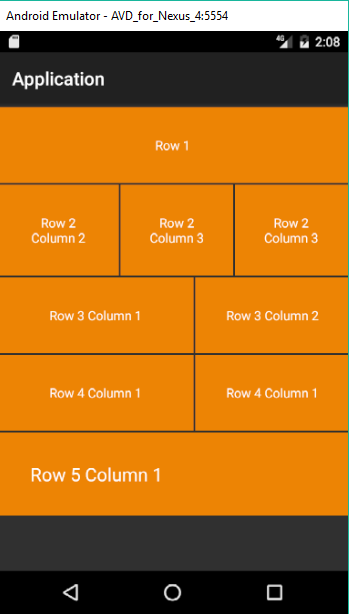 Android Emulator - AVD_for_Nexus_4:5554
4G 2:08
Application
Row 1
Row 2
Column 2
Row 2
Column 3
Row 2
Column 3
Row 3 Column 1
Row 3 Column 2
Row 4 Column 1
Row 4 Column 1
Row 5 Column 1